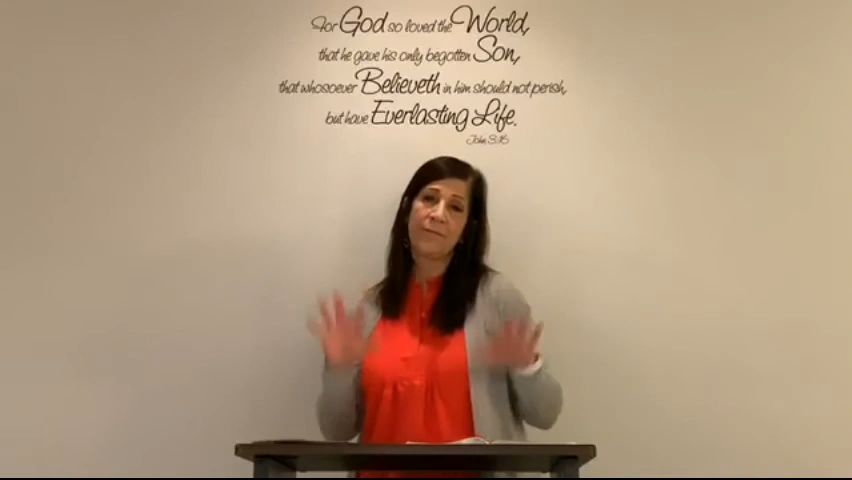 For God so loved the World,
that he gave his only begotten Son,
that whosoever Believeth in him should not perish,
but have Everlasting Life.
John 3:16